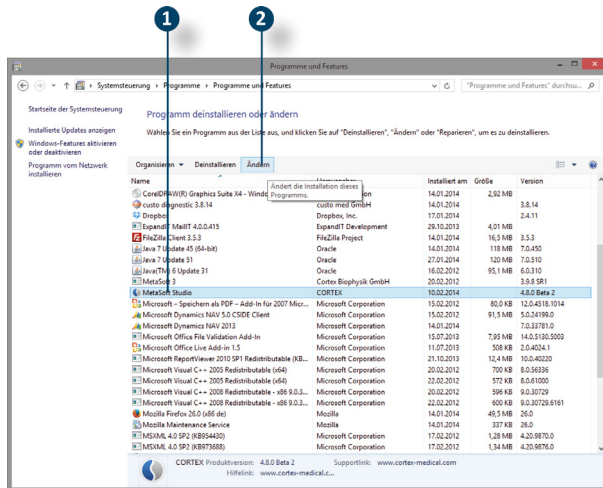 1 2
Programme und Features
Systemsteuerung Programme Programme und Features "Programme und Features" durchsu...
Startseite der Systemsteuerung
Installierte Updates anzeigen
Windows-Features aktivieren
oder deaktivieren
Programm vom Netzwerk
installieren
Programm deinstallieren oder ändern
Wählen Sie ein Programm aus der Liste aus, und klicken Sie auf "Deinstallieren", "Ändern" oder "Reparieren", um es zu deinstallieren.
Organisieren Deinstallieren Ändern
Name Herausgeber Installiert am Größe Version
Ändert die Installation dieses
Programms.
CorelDRAW(R) Graphics Suite X4 - Windo on 14.01.2014 2,92 MB
custo diagnostic 3.8.14 custo med GmbH 14.01.2014 3.8.14
Dropbox Dropbox, Inc. 17.01.2014 2.4.11
ExpandIT MailIT 4.0.0.415 ExpandIT Development 29.10.2013 4,01 MB
FileZilla Client 3.5.3 FileZilla Project 14.01.2014 16,5 MB 3.5.3
Java 7 Update 45 (64-bit) Oracle 14.01.2014 118 MB 7.0.450
Java 7 Update 51 Oracle 27.01.2014 120 MB 7.0.510
Java(TM) 6 Update 31 Oracle 16.02.2012 95,1 MB 6.0.310
MetaSoft 3 Cortex Biophysik GmbH 20.02.2012 3.9.8 SR1
MetaSoft Studio CORTEX 10.02.2014 4.8.0 Beta 2
Microsoft – Speichern als PDF – Add-In für 2007 Micr... Microsoft Corporation 15.02.2012 80,0 KB 12.0.4518.1014
Microsoft Dynamics NAV 5.0 CSIDE Client Microsoft Corporation 15.02.2012 91,5 MB 5.0.24199.0
Microsoft Dynamics NAV 2013 Microsoft Corporation 14.01.2014 7.0.33781.0
Microsoft Office File Validation Add-In Microsoft Corporation 15.07.2013 7,95 MB 14.0.5130.5003
Microsoft Office Live Add-in 1.5 Microsoft Corporation 11.07.2013 508 KB 2.0.4024.1
Microsoft ReportViewer 2010 SP1 Redistributable (KB... Microsoft Corporation 21.10.2013 12,4 MB 10.0.40220
Microsoft Visual C++ 2005 Redistributable (x64) Microsoft Corporation 20.02.2012 700 KB 8.0.56336
Microsoft Visual C++ 2005 Redistributable (x64) Microsoft Corporation 22.02.2012 572 KB 8.0.61000
Microsoft Visual C++ 2008 Redistributable - x86 9.0.3... Microsoft Corporation 20.02.2012 596 KB 9.0.30729
Microsoft Visual C++ 2008 Redistributable - x86 9.0.3... Microsoft Corporation 22.02.2012 600 KB 9.0.30729.6161
Mozilla Firefox 26.0 (x86 de) Mozilla 14.01.2014 49,5 MB 26.0
Mozilla Maintenance Service Mozilla 14.01.2014 337 KB 26.0
MSXML 4.0 SP2 (KB954430) Microsoft Corporation 17.02.2012 1,28 MB 4.20.9870.0
MSXML 4.0 SP2 (KB973688) Microsoft Corporation 17.02.2012 1,34 MB 4.20.9876.0
CORTEX Produktversion: 4.8.0 Beta 2 Supportlink: www.cortex-medical.com
Hilfelink: www.cortex-medical.c...